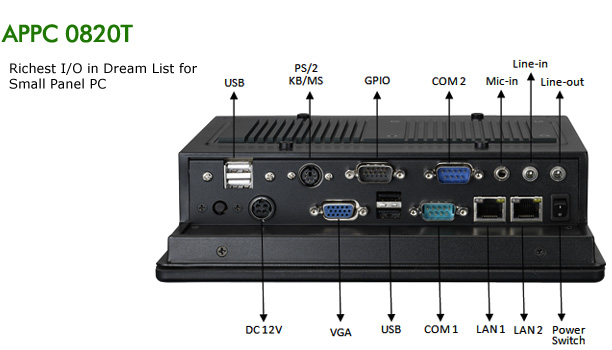 APPC 0820T
Richest I/O in Dream List for
Small Panel PC
USB
PS/2
KB/MS
GPIO
COM 2
Mic-in
Line-in
Line-out
DC 12V
VGA
USB
COM 1
LAN 1
LAN 2
Power
Switch